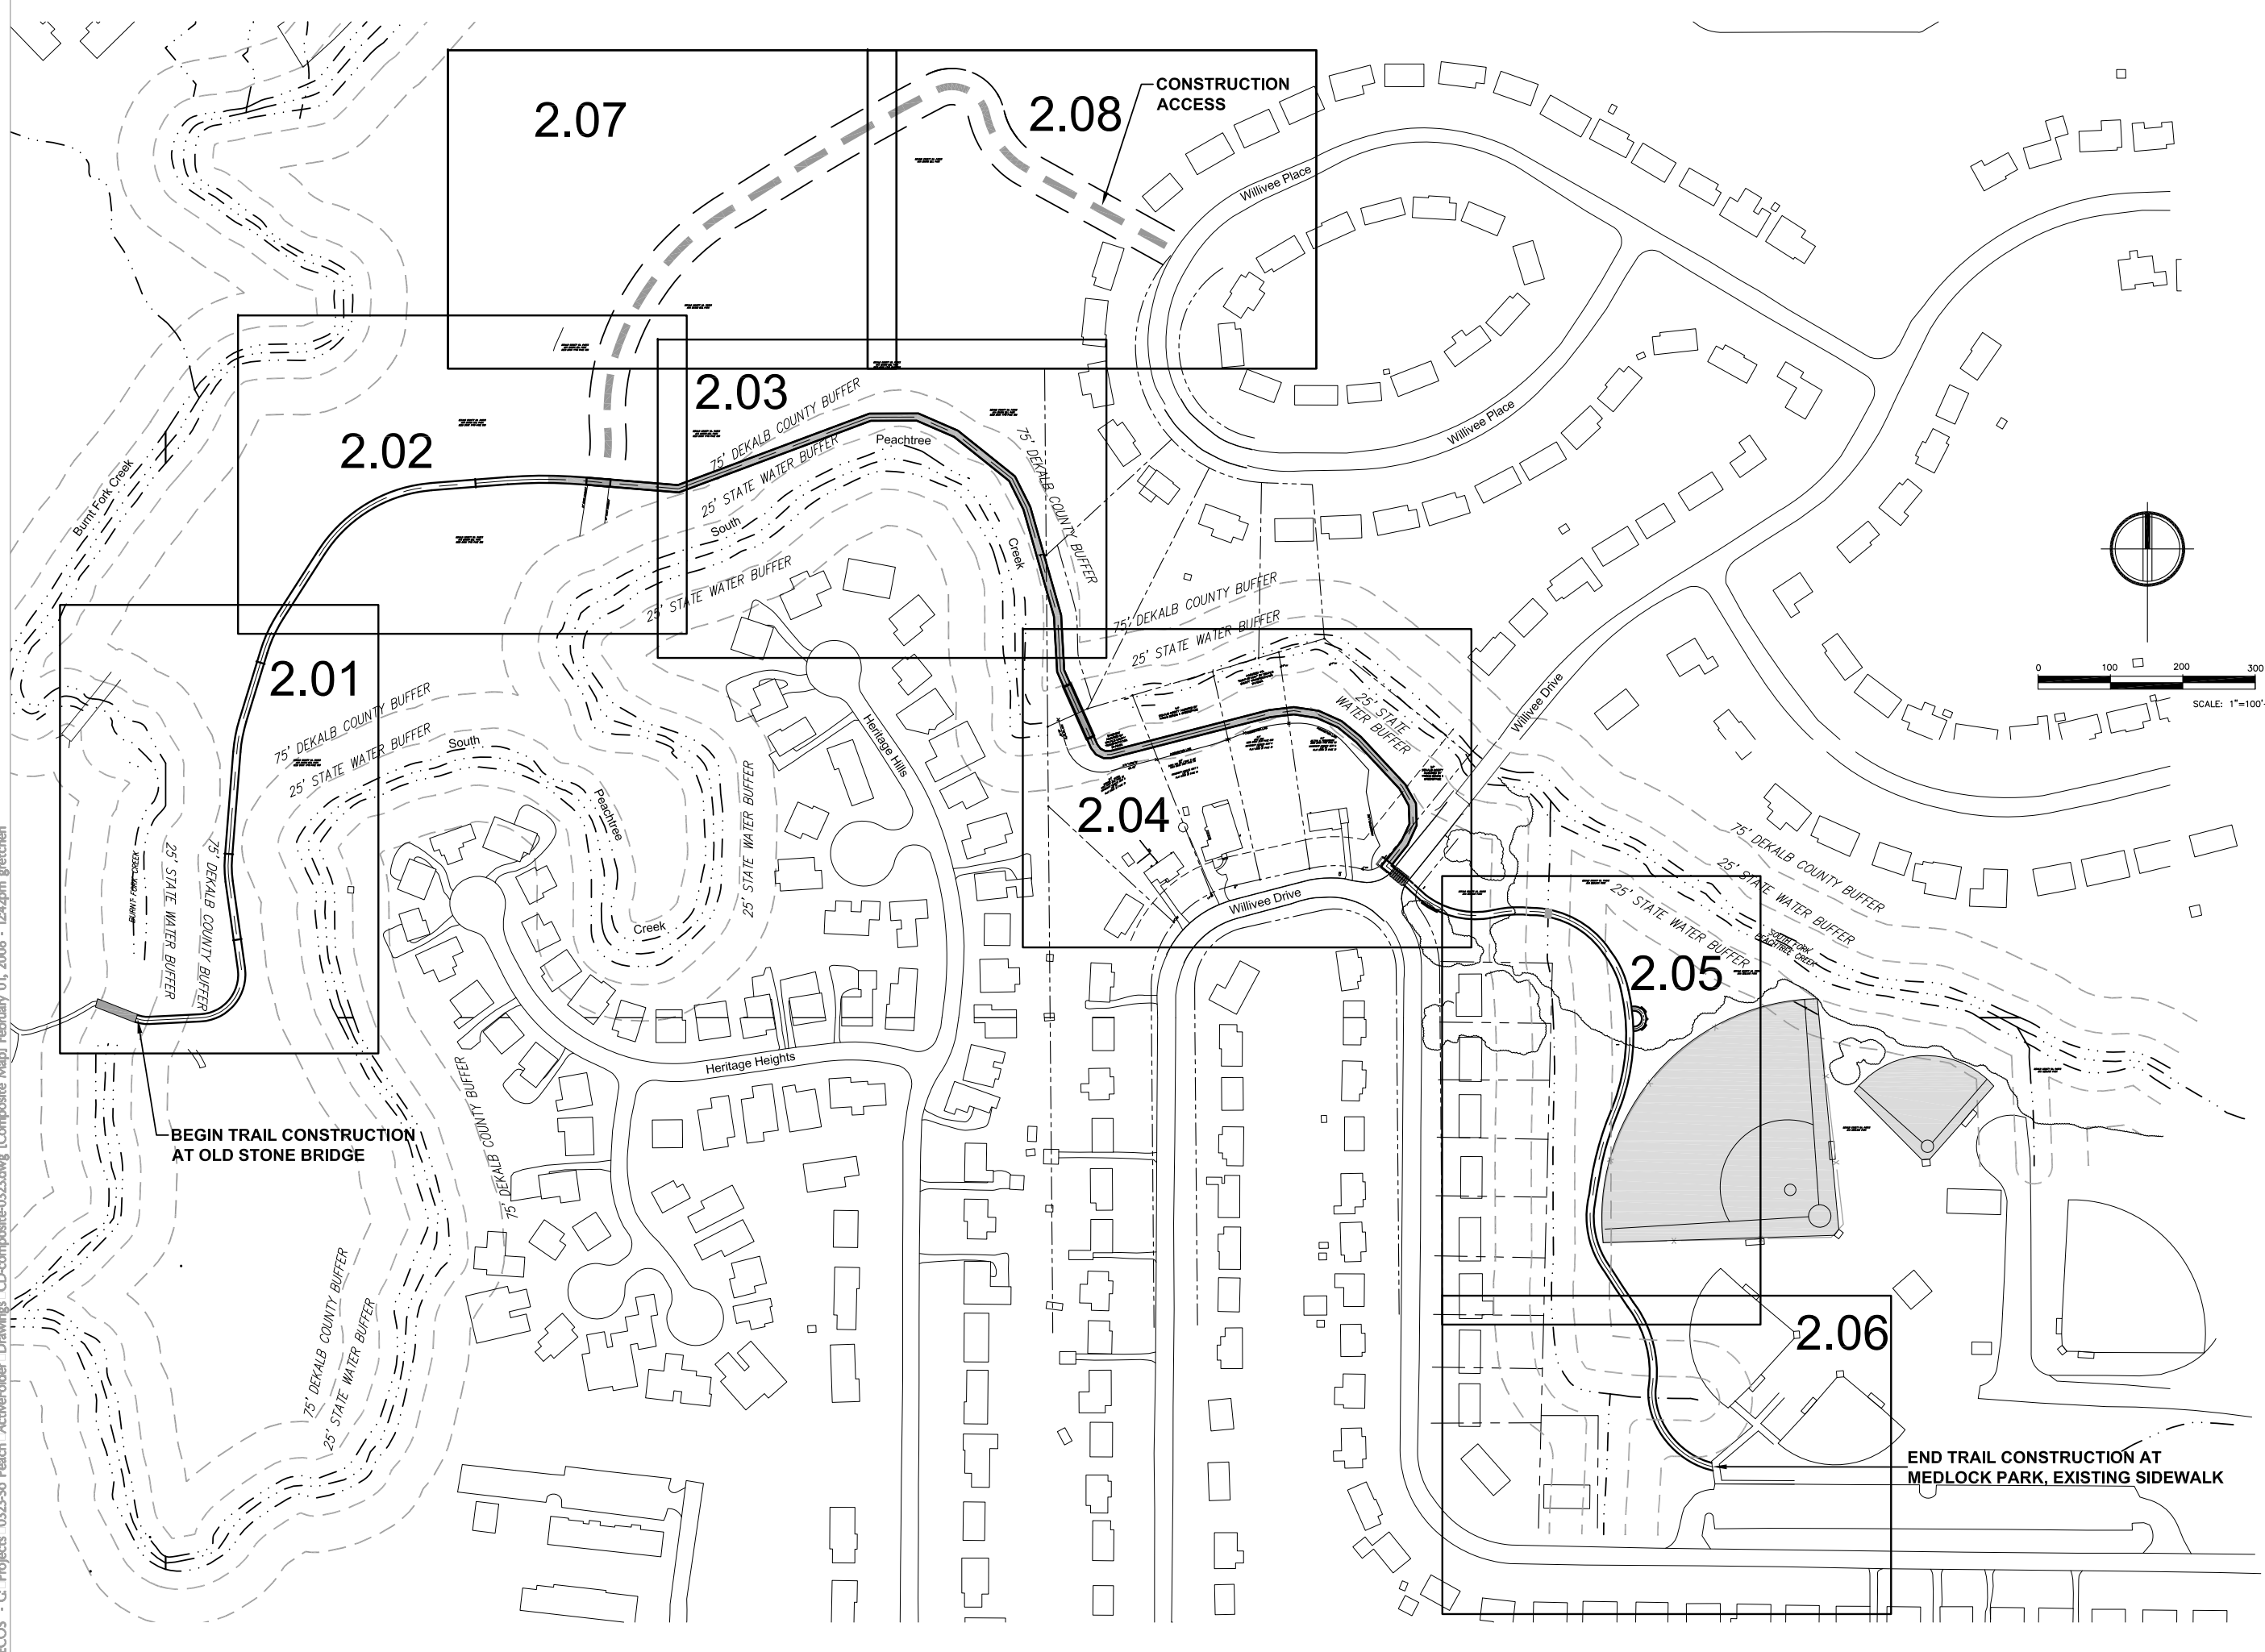 2.07
2.08
CONSTRUCTION
ACCESS
Willivee Place
2.03
75' DEKALB COUNTY BUFFER
Peachtree
25' STATE WATER BUFFER
South
25' STATE WATER BUFFER
Creek
75' DEKALB COUNTY BUFFER
2.02
Burnt Fork Creek
Willivee Place
75' DEKALB COUNTY BUFFER
25' STATE WATER BUFFER
2.01
75' DEKALB COUNTY BUFFER
25' STATE WATER BUFFER
South
Peachtree
Creek
25' STATE WATER BUFFER
Heritage Hills
25' STATE
WATER BUFFER
Willivee Drive
0 100 200 300
SCALE: 1"=100'
2.04
Willivee Drive
BURNT FORK CREEK
25' STATE WATER BUFFER
75' DEKALB COUNTY BUFFER
75' DEKALB COUNTY BUFFER
25' STATE WATER BUFFER
25' STATE WATER BUFFER
SOUTH FORK
PEACHTREE CREEK
2.05
Heritage Heights
75' DEKALB COUNTY BUFFER
BEGIN TRAIL CONSTRUCTION
AT OLD STONE BRIDGE
75' DEKALB COUNTY BUFFER
25' STATE WATER BUFFER
2.06
END TRAIL CONSTRUCTION AT
MEDLOCK PARK, EXISTING SIDEWALK